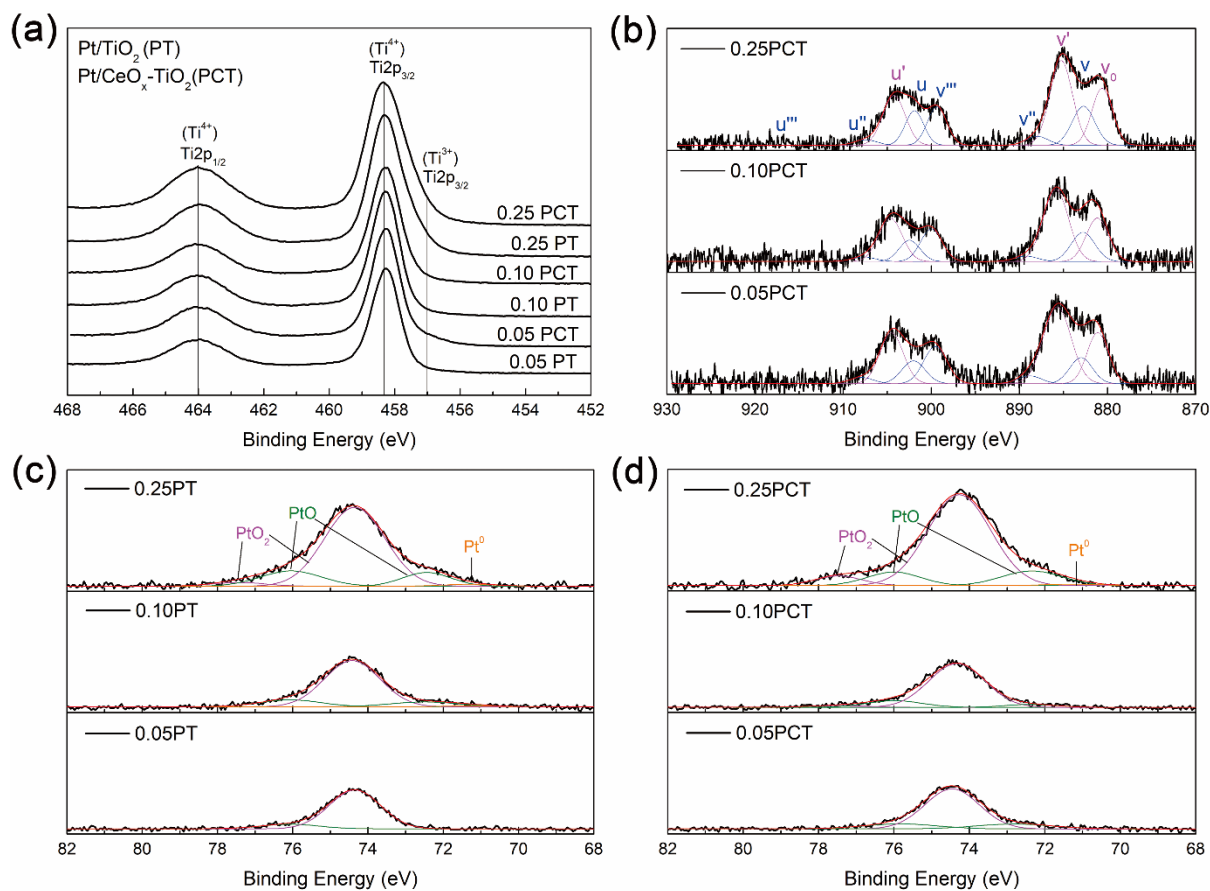 (a)
Pt/TiO₂ (PT)
Pt/CeOₓ-TiO₂(PCT)
(Ti⁴⁺)
Ti2p₃/₂
(Ti⁴⁺)
Ti2p₁/₂
(Ti³⁺)
Ti2p₃/₂
0.25 PCT
0.25 PT
0.10 PCT
0.10 PT
0.05 PCT
0.05 PT
468 466 464 462 460 458 456 454 452
Binding Energy (eV)
(b)
0.25PCT
u''' u'' u' u v''' v'' v' v v₀
0.10PCT
0.05PCT
930 920 910 900 890 880 870
Binding Energy (eV)
(c)
0.25PT
PtO₂ PtO Pt⁰
0.10PT
0.05PT
82 80 78 76 74 72 70 68
Binding Energy (eV)
(d)
0.25PCT
PtO₂ PtO Pt⁰
0.10PCT
0.05PCT
82 80 78 76 74 72 70 68
Binding Energy (eV)